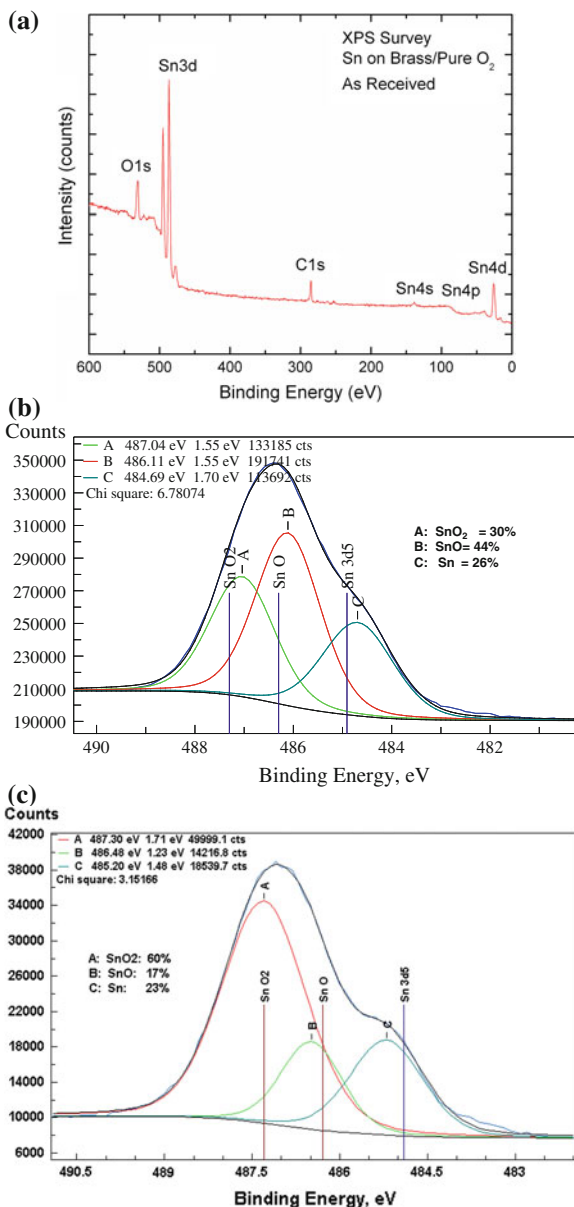 (a)
XPS Survey
Sn on Brass/Pure O₂
As Received
Sn3d
O1s
C1s
Sn4s
Sn4p
Sn4d
Intensity (counts)
600 500 400 300 200 100 0
Binding Energy (eV)
(b)
Counts
A 487.04 eV 1.55 eV 133185 cts
B 486.11 eV 1.55 eV 191741 cts
C 484.69 eV 1.70 eV 113692 cts
Chi square: 6.78074
350000
330000
310000
290000
270000
250000
230000
210000
190000
A: SnO₂ = 30%
B: SnO= 44%
C: Sn = 26%
Sn O2
A
Sn O
B
Sn 3d5
C
490 488 486 484 482
Binding Energy, eV
(c)
Counts
A 487.30 eV 1.71 eV 49999.1 cts
B 486.48 eV 1.23 eV 14216.8 cts
C 485.20 eV 1.48 eV 18539.7 cts
Chi square: 3.15166
42000
38000
34000
30000
26000
22000
18000
14000
10000
6000
A: SnO2: 60%
B: SnO: 17%
C: Sn: 23%
A
Sn O2
B
Sn O
C
Sn 3d5
490.5 489 487.5 486 484.5 483
Binding Energy, eV